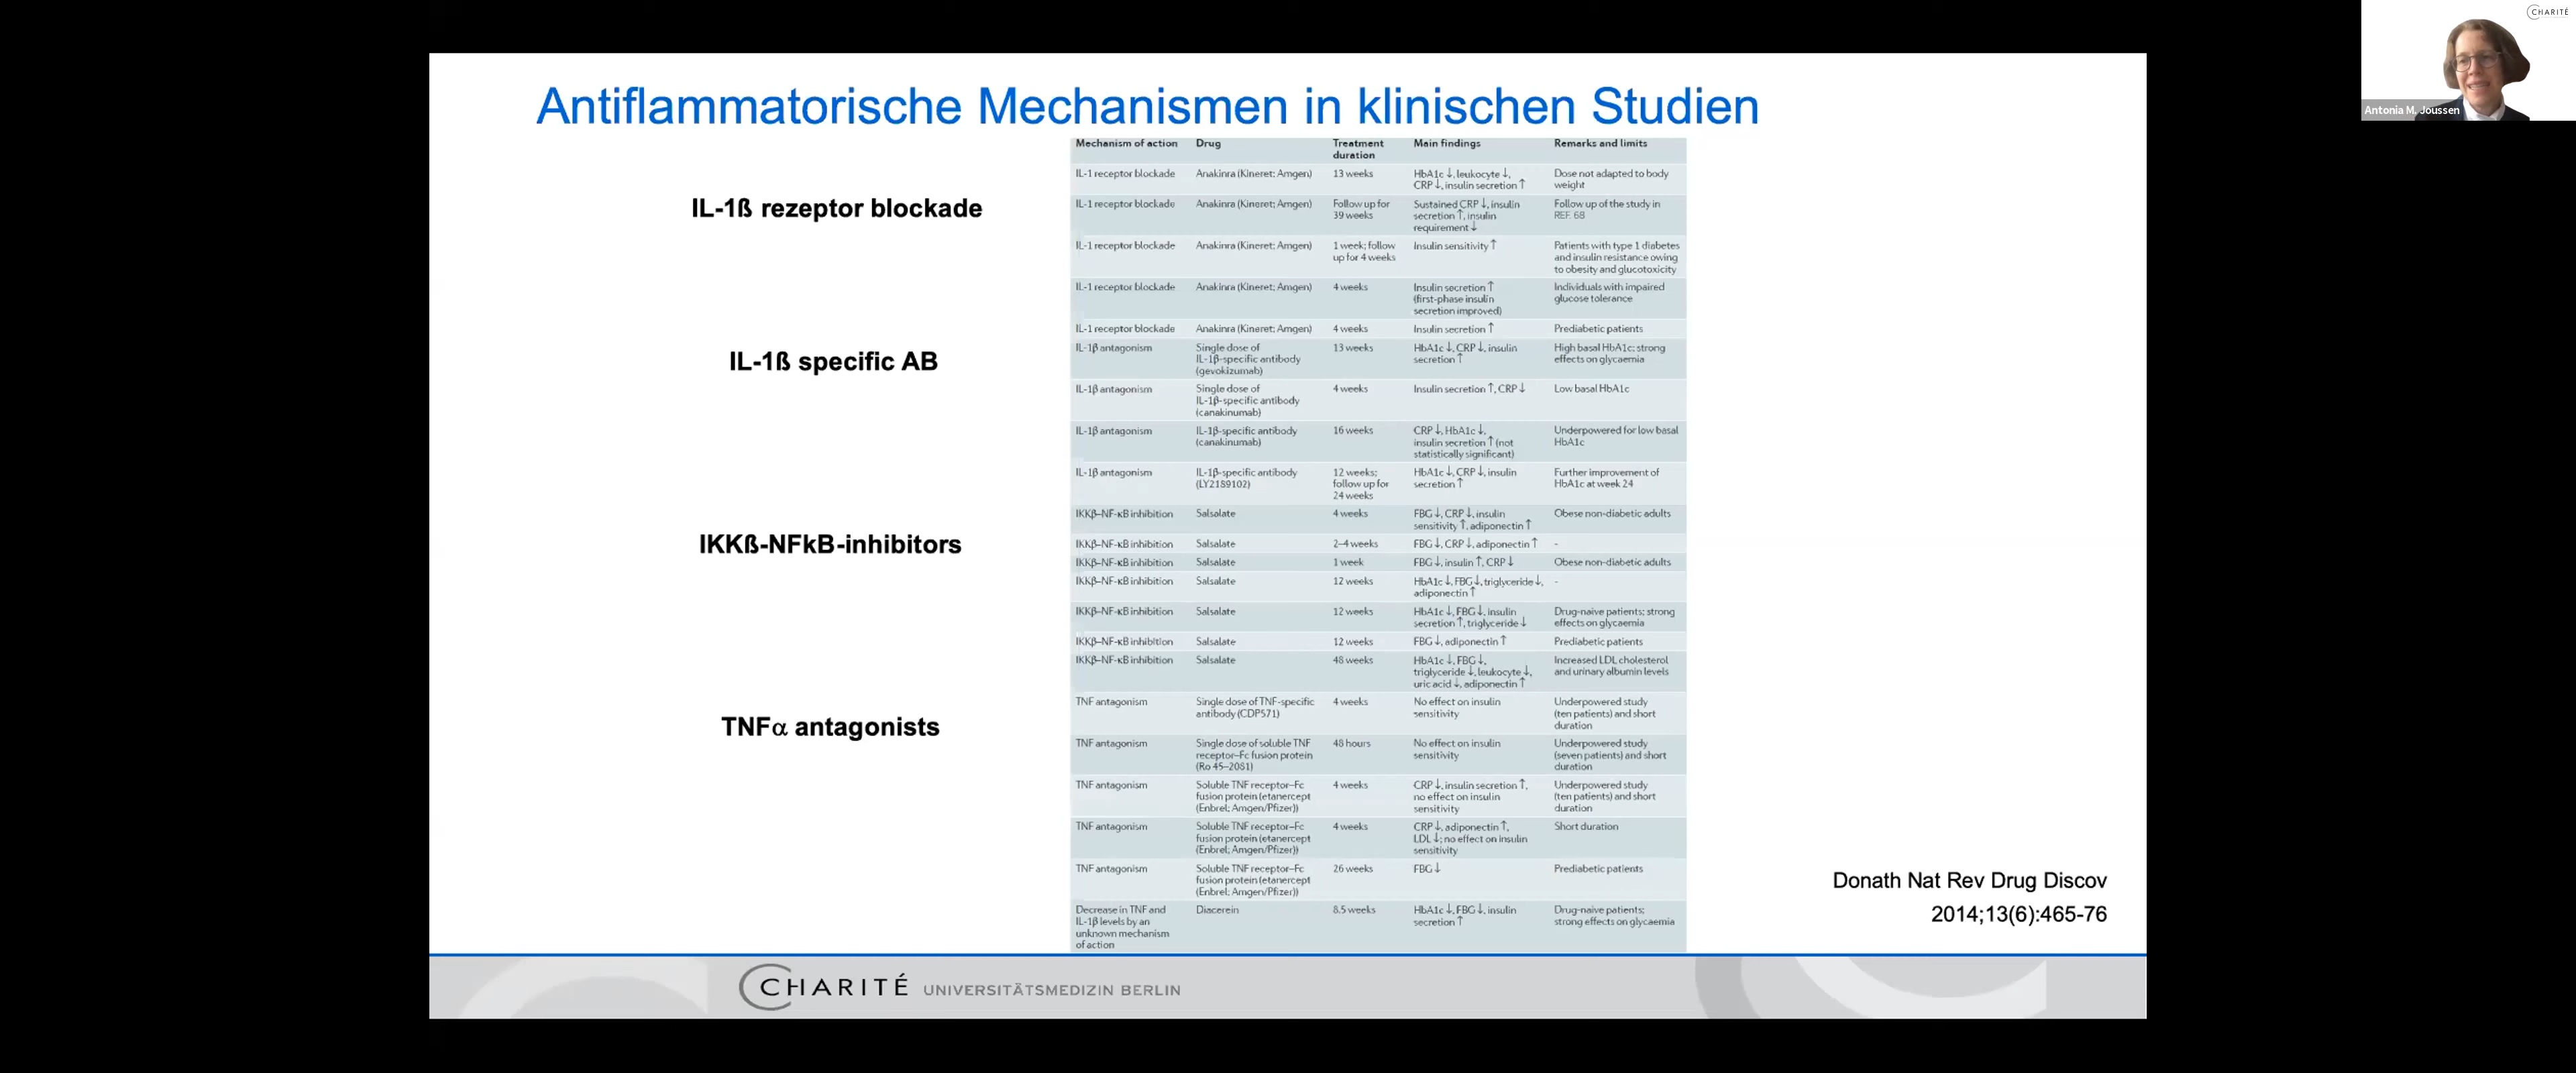 CHARITÉ
Antonia M. Joussen
Antiflammatorische Mechanismen in klinischen Studien
IL-1ß rezeptor blockade
IL-1ß specific AB
IKKß-NFkB-inhibitors
TNFα antagonists
Mechanism of action Drug Treatment duration Main findings Remarks and limits
IL-1 receptor blockade Anakinra (Kineret; Amgen) 13 weeks HbA1c ↓, leukocyte ↓, CRP ↓, insulin secretion ↑ Dose not adapted to body weight
IL-1 receptor blockade Anakinra (Kineret; Amgen) Follow up for 39 weeks Sustained CRP ↓, insulin secretion ↑, insulin requirement ↓ Follow up of the study in REF. 68
IL-1 receptor blockade Anakinra (Kineret; Amgen) 1 week; follow up for 4 weeks Insulin sensitivity ↑ Patients with type 1 diabetes and insulin resistance owing to obesity and glucotoxicity
IL-1 receptor blockade Anakinra (Kineret; Amgen) 4 weeks Insulin secretion ↑ (first-phase insulin secretion improved) Individuals with impaired glucose tolerance
IL-1 receptor blockade Anakinra (Kineret; Amgen) 4 weeks Insulin secretion ↑ Prediabetic patients
IL-1β antagonism Single dose of IL-1β-specific antibody (gevokizumab) 13 weeks HbA1c ↓, CRP ↓, insulin secretion ↑ High basal HbA1c; strong effects on glycaemia
IL-1β antagonism Single dose of IL-1β-specific antibody (canakinumab) 4 weeks Insulin secretion ↑, CRP ↓ Low basal HbA1c
IL-1β antagonism IL-1β-specific antibody (canakinumab) 16 weeks CRP ↓, HbA1c ↓, insulin secretion ↑ (not statistically significant) Underpowered for low basal HbA1c
IL-1β antagonism IL-1β-specific antibody (LY2189102) 12 weeks; follow up for 24 weeks HbA1c ↓, CRP ↓, insulin secretion ↑ Further improvement of HbA1c at week 24
IKKβ–NF-κB inhibition Salsalate 4 weeks FBG ↓, CRP ↓, insulin sensitivity ↑, adiponectin ↑ Obese non-diabetic adults
IKKβ–NF-κB inhibition Salsalate 2–4 weeks FBG ↓, CRP ↓, adiponectin ↑ -
IKKβ–NF-κB inhibition Salsalate 1 week FBG ↓, insulin ↑, CRP ↓ Obese non-diabetic adults
IKKβ–NF-κB inhibition Salsalate 12 weeks HbA1c ↓, FBG ↓, triglyceride ↓, adiponectin ↑ -
IKKβ–NF-κB inhibition Salsalate 12 weeks HbA1c ↓, FBG ↓, insulin secretion ↑, triglyceride ↓ Drug-naive patients; strong effects on glycaemia
IKKβ–NF-κB inhibition Salsalate 12 weeks FBG ↓, adiponectin ↑ Prediabetic patients
IKKβ–NF-κB inhibition Salsalate 48 weeks HbA1c ↓, FBG ↓, triglyceride ↓, leukocyte ↓, uric acid ↓, adiponectin ↑ Increased LDL cholesterol and urinary albumin levels
TNF antagonism Single dose of TNF-specific antibody (CDP571) 4 weeks No effect on insulin sensitivity Underpowered study (ten patients) and short duration
TNF antagonism Single dose of soluble TNF receptor–Fc fusion protein (Ro 45–2081) 48 hours No effect on insulin sensitivity Underpowered study (seven patients) and short duration
TNF antagonism Soluble TNF receptor–Fc fusion protein (etanercept (Enbrel; Amgen/Pfizer)) 4 weeks CRP ↓, insulin secretion ↑, no effect on insulin sensitivity Underpowered study (ten patients) and short duration
TNF antagonism Soluble TNF receptor–Fc fusion protein (etanercept (Enbrel; Amgen/Pfizer)) 4 weeks CRP ↓, adiponectin ↑, LDL ↓; no effect on insulin sensitivity Short duration
TNF antagonism Soluble TNF receptor–Fc fusion protein (etanercept (Enbrel; Amgen/Pfizer)) 26 weeks FBG ↓ Prediabetic patients
Decrease in TNF and IL-1β levels by an unknown mechanism of action Diacerein 8.5 weeks HbA1c ↓, FBG ↓, insulin secretion ↑ Drug-naive patients; strong effects on glycaemia
Donath Nat Rev Drug Discov
2014;13(6):465-76
CHARITÉ UNIVERSITÄTSMEDIZIN BERLIN